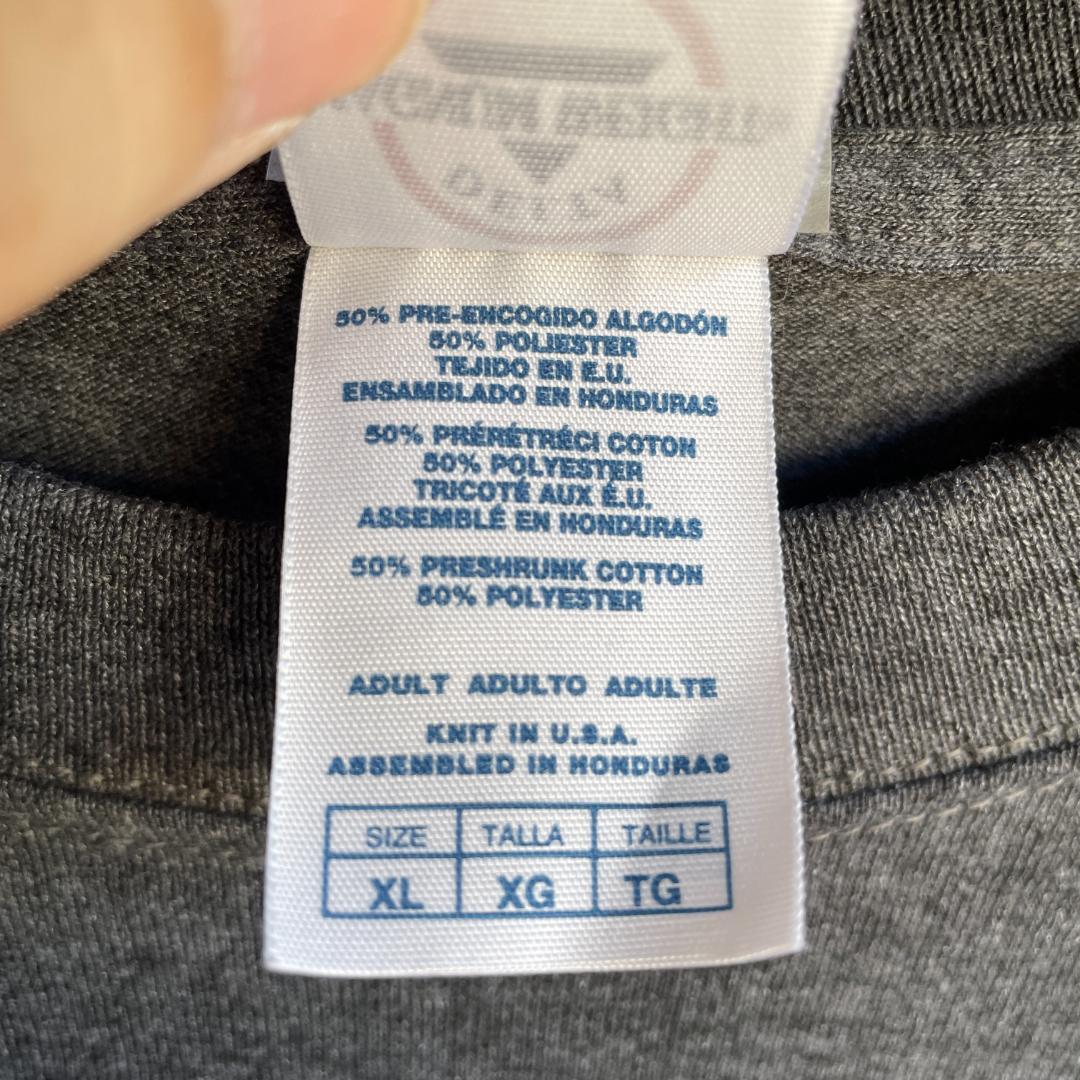 50% PRE-ENCOGIDO ALGODÓN
50% POLIESTER
TEJIDO EN E.U.
ENSAMBLADO EN HONDURAS
50% PRÉRÉTRÉCI COTON
50% POLYESTER
TRICOTÉ AUX É.U.
ASSEMBLÉ EN HONDURAS
50% PRESHRUNK COTTON
50% POLYESTER
ADULT ADULTO ADULTE
KNIT IN U.S.A.
ASSEMBLED IN HONDURAS
SIZE TALLA TAILLE
XL XG TG